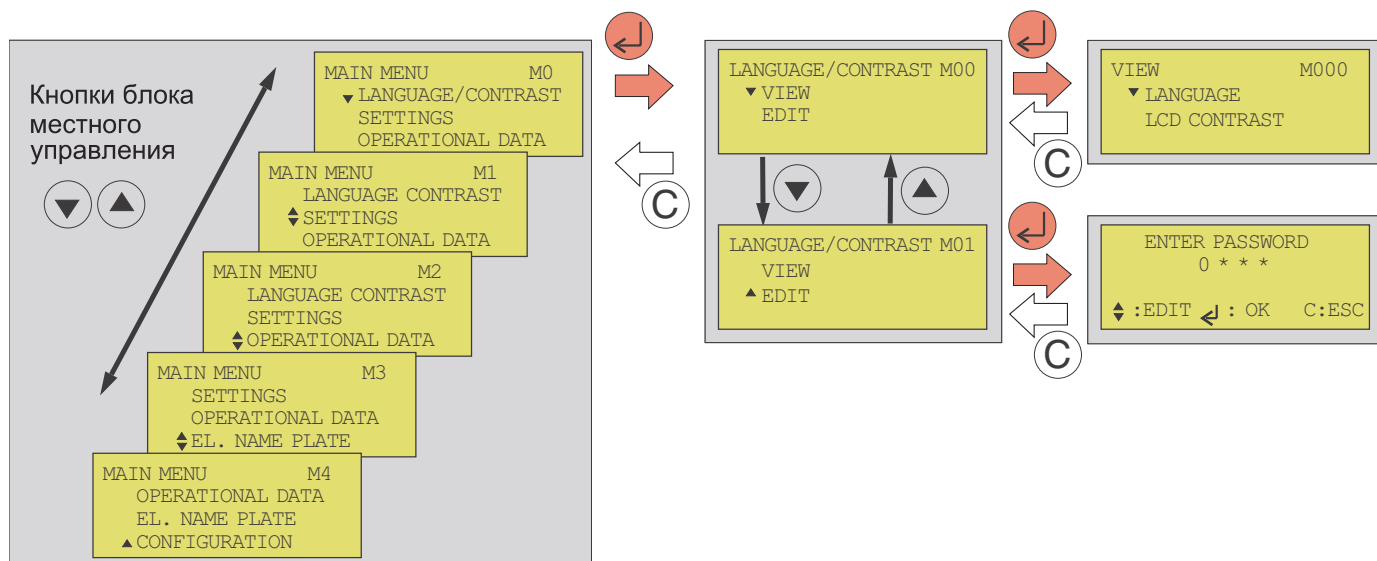 Кнопки блока
местного
управления
MAIN MENU M0
LANGUAGE/CONTRAST
SETTINGS
OPERATIONAL DATA
MAIN MENU M1
LANGUAGE CONTRAST
SETTINGS
OPERATIONAL DATA
MAIN MENU M2
LANGUAGE CONTRAST
SETTINGS
OPERATIONAL DATA
MAIN MENU M3
SETTINGS
OPERATIONAL DATA
EL. NAME PLATE
MAIN MENU M4
OPERATIONAL DATA
EL. NAME PLATE
CONFIGURATION
C
LANGUAGE/CONTRAST M00
VIEW
EDIT
LANGUAGE/CONTRAST M01
VIEW
EDIT
C
VIEW M000
LANGUAGE
LCD CONTRAST
C
ENTER PASSWORD
0 * * *
:EDIT : OK C:ESC